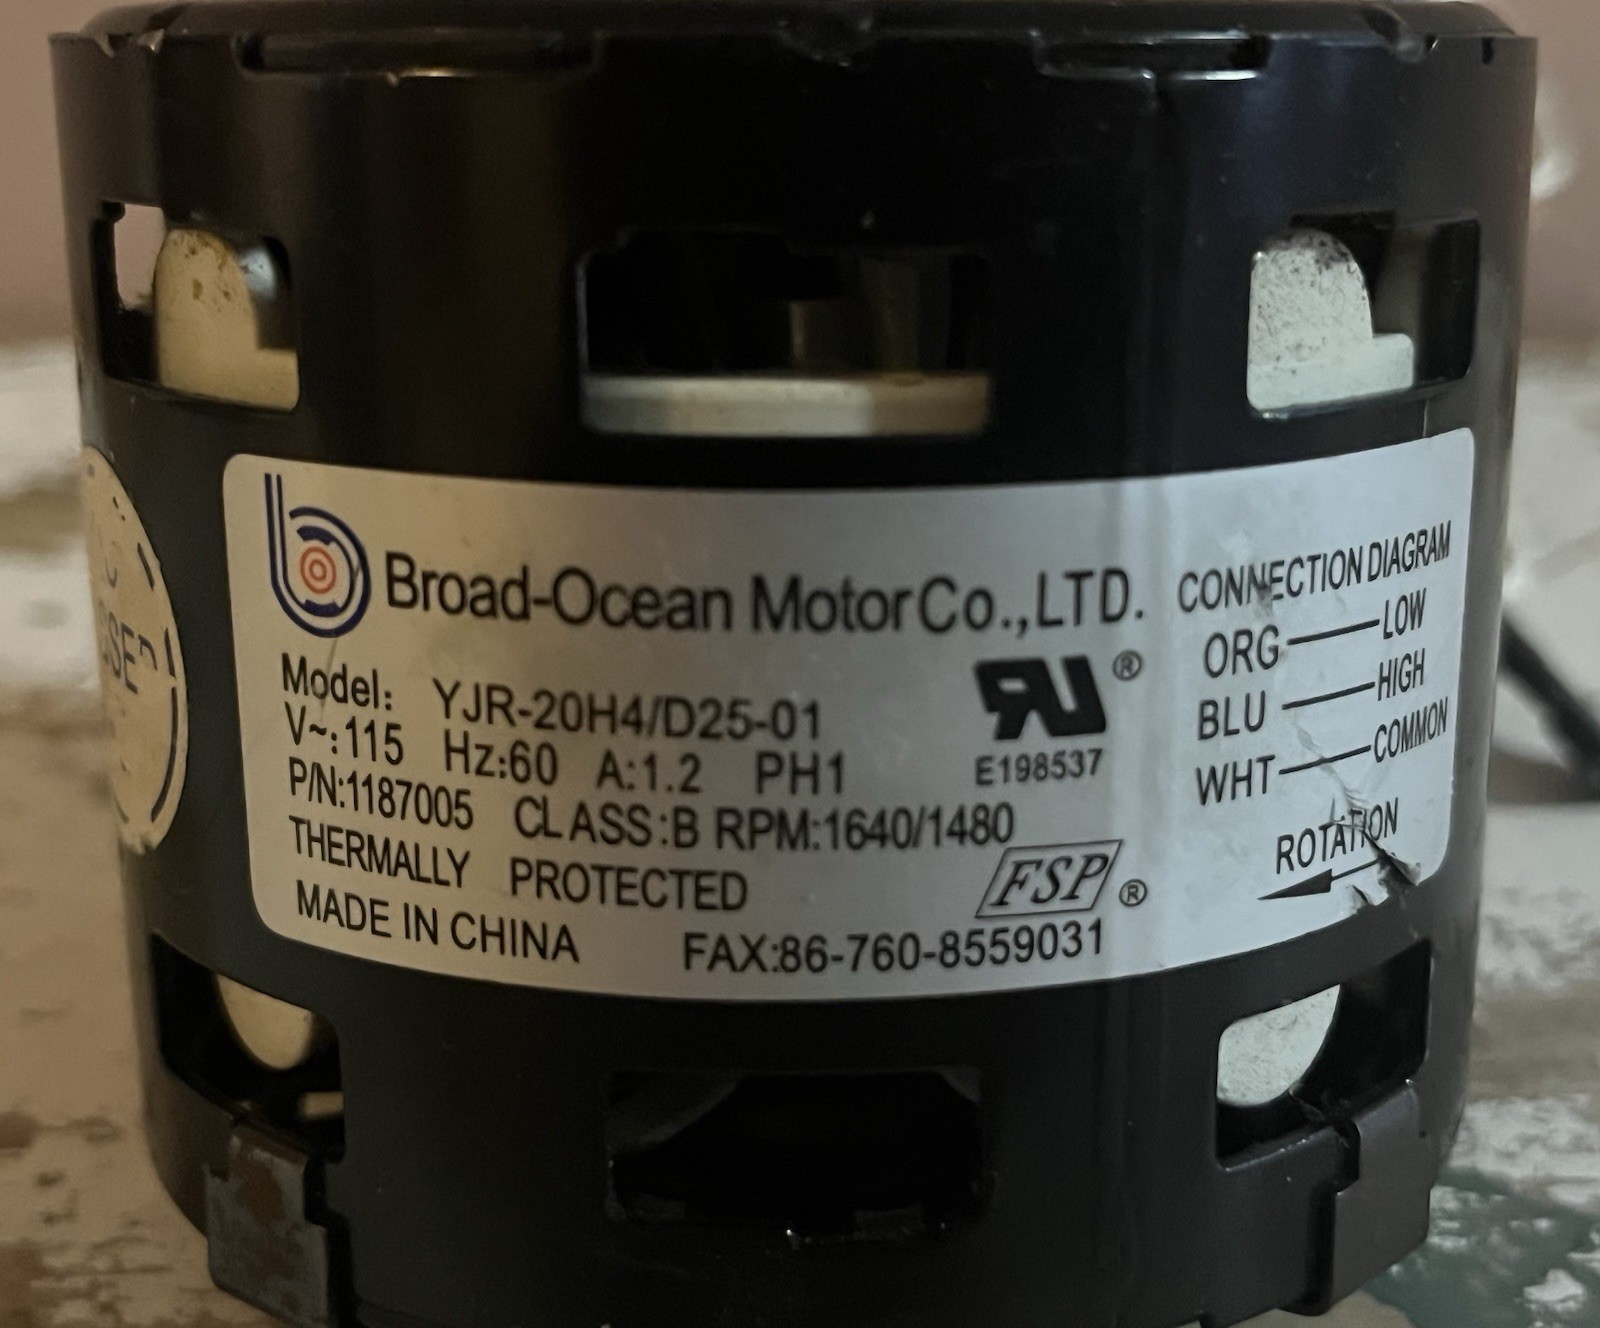 Broad-Ocean Motor Co.,LTD.
Model: YJR-20H4/D25-01
V~:115 Hz:60 A:1.2 PH1
P/N:1187005 CLASS:B RPM:1640/1480
THERMALLY PROTECTED
MADE IN CHINA FAX:86-760-8559031
RU®
E198537
FSP®
CONNECTION DIAGRAM
ORG LOW
BLU HIGH
WHT COMMON
ROTATION